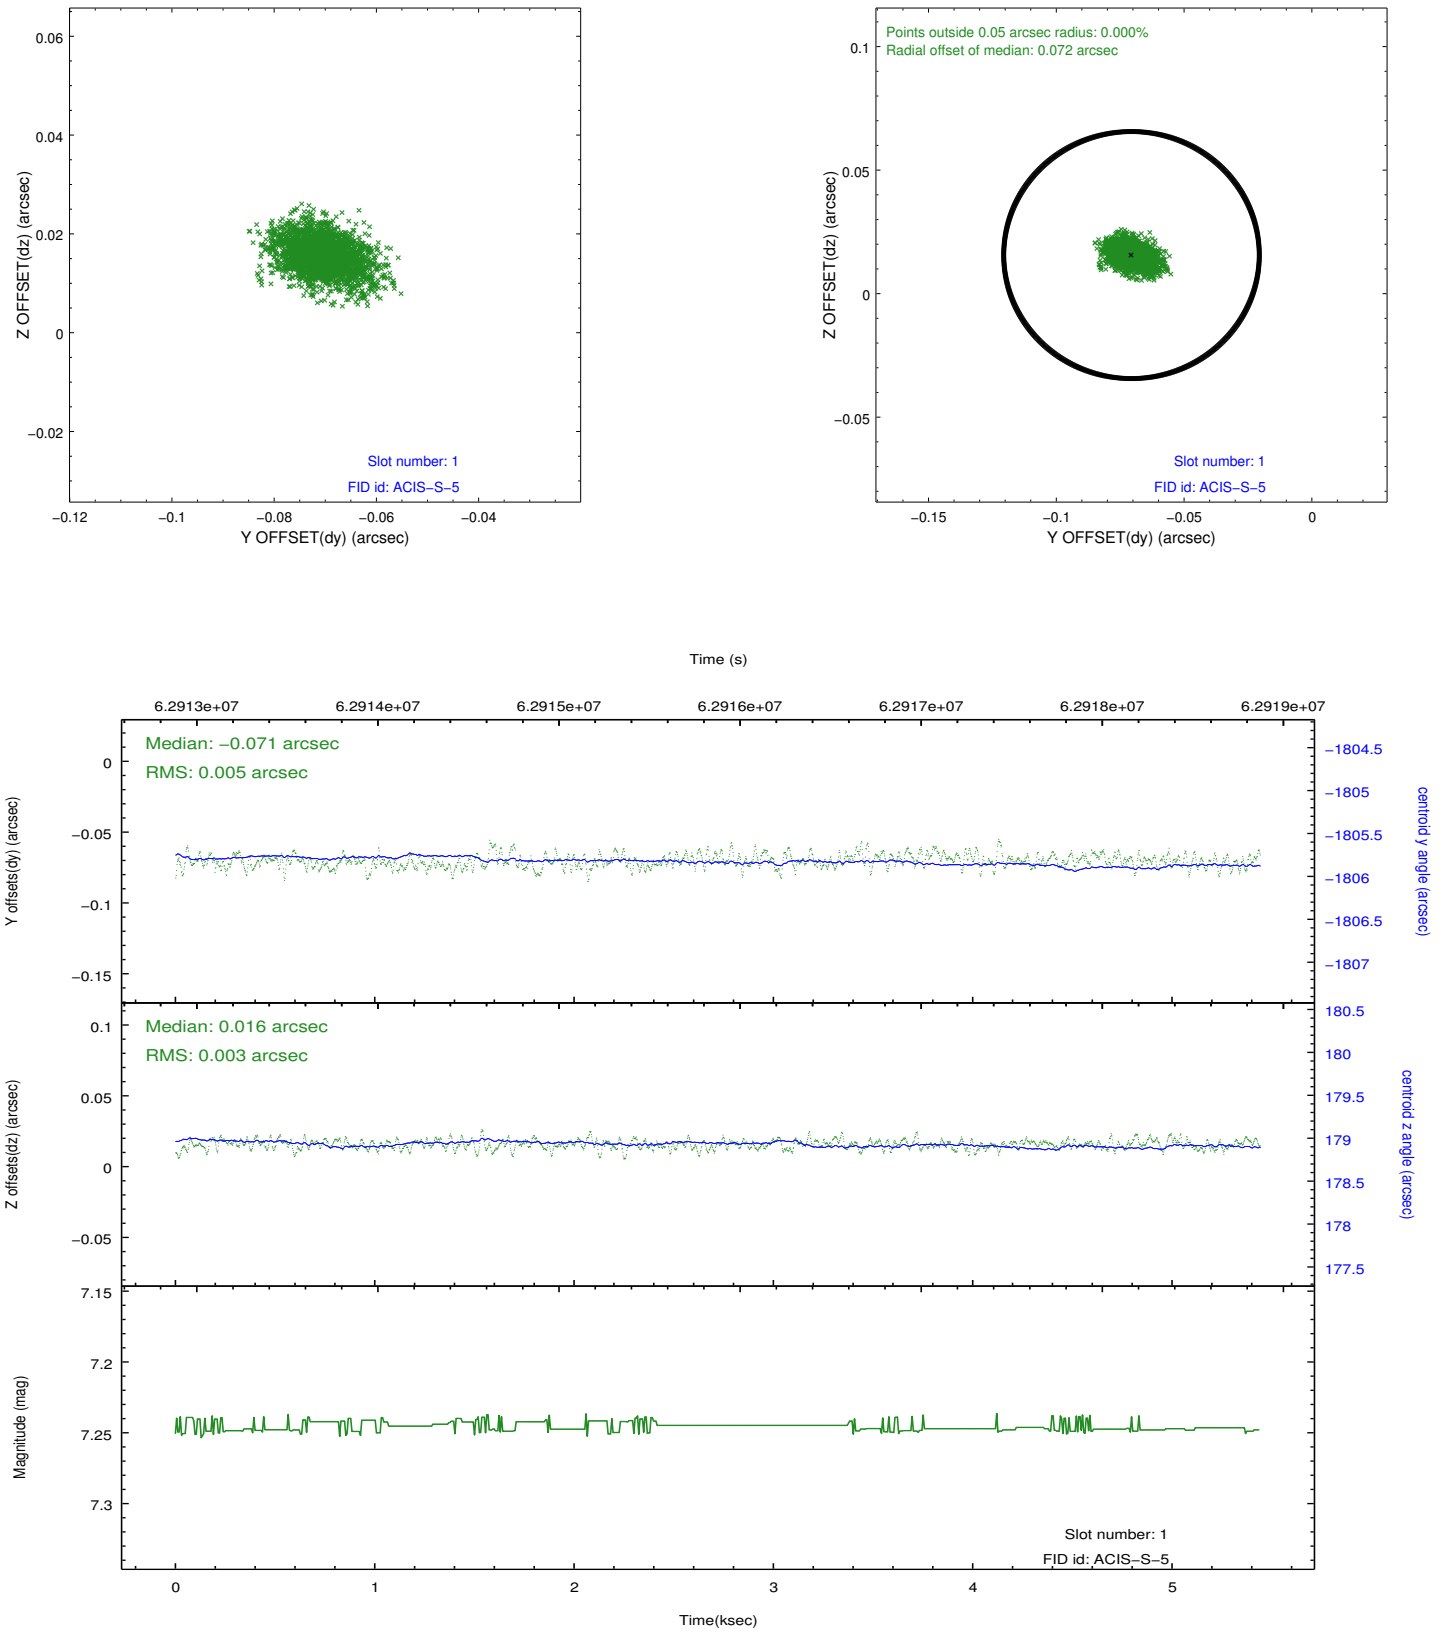 0.06
0.04
0.02
0
−0.02
−0.12
−0.1
−0.08
−0.06
−0.04
Z OFFSET(dz) (arcsec)
Y OFFSET(dy) (arcsec)
Slot number: 1
FID id: ACIS−S−5
Points outside 0.05 arcsec radius: 0.000%
Radial offset of median: 0.072 arcsec
0.1
0.05
0
−0.05
−0.15
−0.1
−0.05
0
Z OFFSET(dz) (arcsec)
Y OFFSET(dy) (arcsec)
Slot number: 1
FID id: ACIS−S−5
Time (s)
6.2913e+07
6.2914e+07
6.2915e+07
6.2916e+07
6.2917e+07
6.2918e+07
6.2919e+07
Median: −0.071 arcsec
RMS: 0.005 arcsec
0
−0.05
−0.1
−0.15
Y offsets(dy) (arcsec)
−1804.5
−1805
−1805.5
−1806
−1806.5
−1807
centroid y angle (arcsec)
Median: 0.016 arcsec
RMS: 0.003 arcsec
0.1
0.05
0
−0.05
Z offsets(dz) (arcsec)
180.5
180
179.5
179
178.5
178
177.5
centroid z angle (arcsec)
7.15
7.2
7.25
7.3
Magnitude (mag)
Slot number: 1
FID id: ACIS−S−5
0
1
2
3
4
5
Time(ksec)